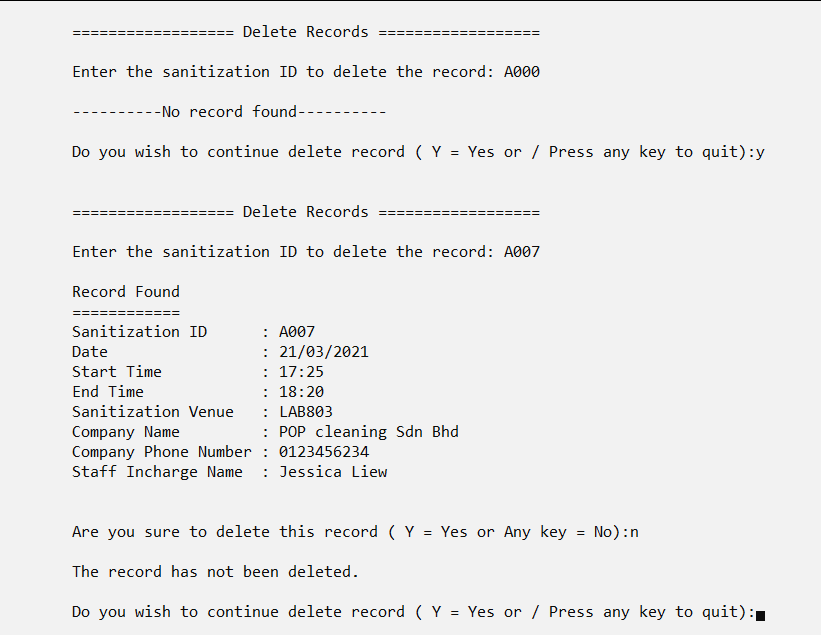 ================== Delete Records ==================
Enter the sanitization ID to delete the record: A000
----------No record found----------
Do you wish to continue delete record ( Y = Yes or / Press any key to quit):y
================== Delete Records ==================
Enter the sanitization ID to delete the record: A007
Record Found
============
Sanitization ID      : A007
Date                 : 21/03/2021
Start Time           : 17:25
End Time             : 18:20
Sanitization Venue   : LAB803
Company Name         : POP cleaning Sdn Bhd
Company Phone Number : 0123456234
Staff Incharge Name  : Jessica Liew
Are you sure to delete this record ( Y = Yes or Any key = No):n
The record has not been deleted.
Do you wish to continue delete record ( Y = Yes or / Press any key to quit):